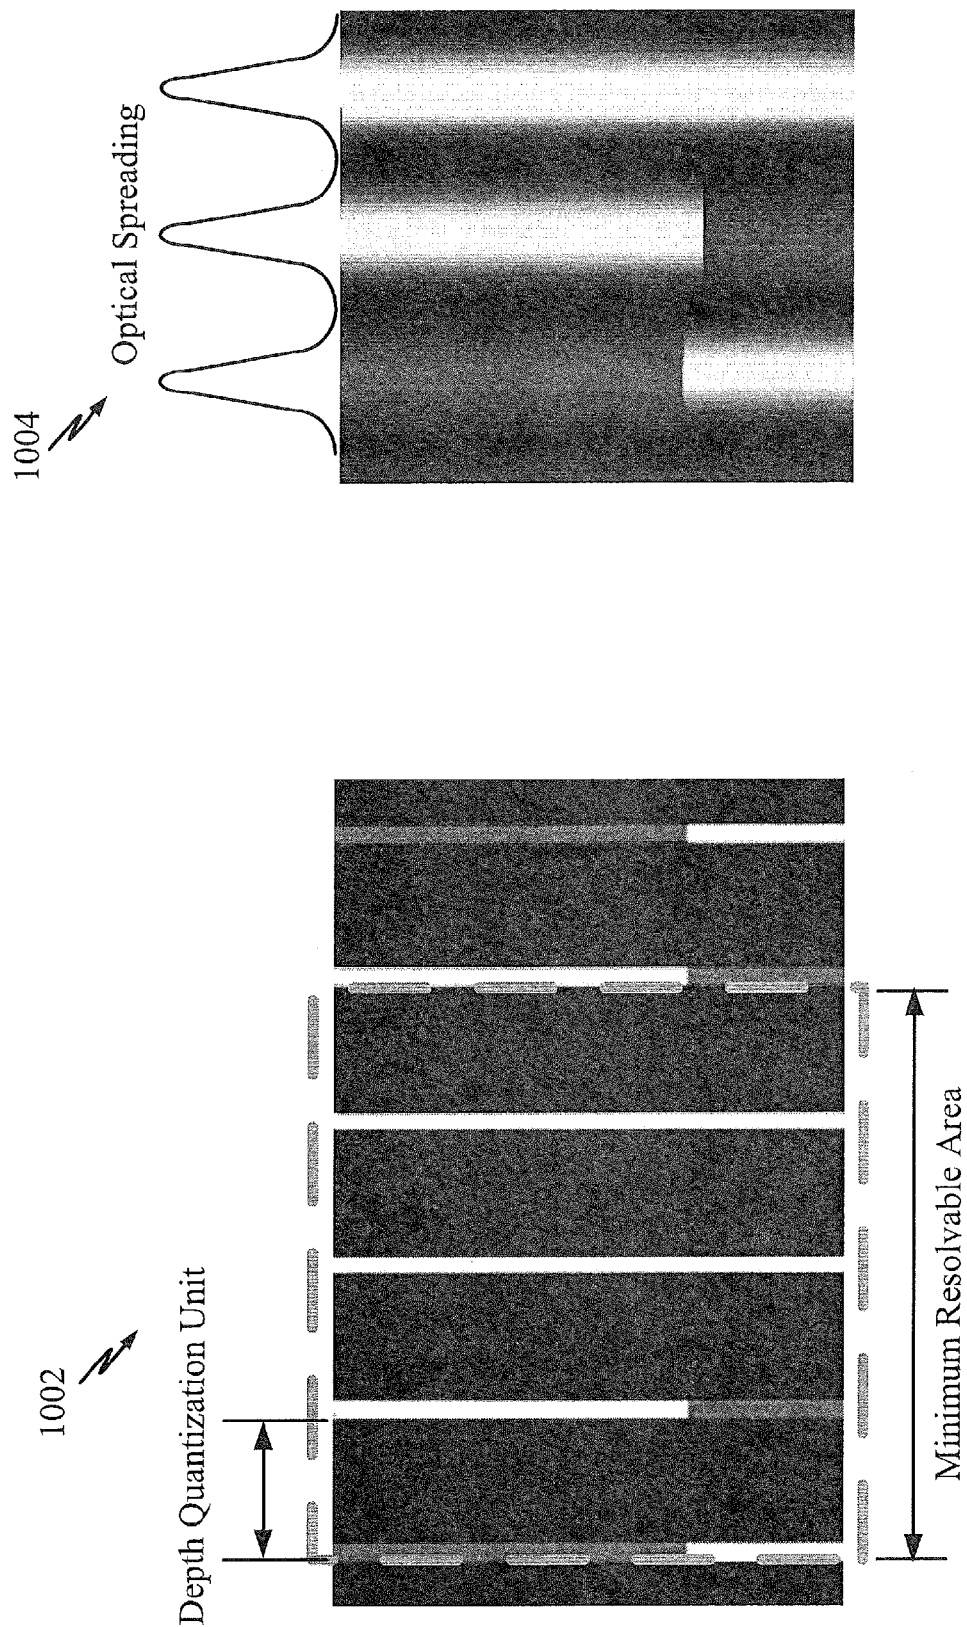 1002
Depth Quantization Unit
Minimum Resolvable Area
1004
Optical Spreading